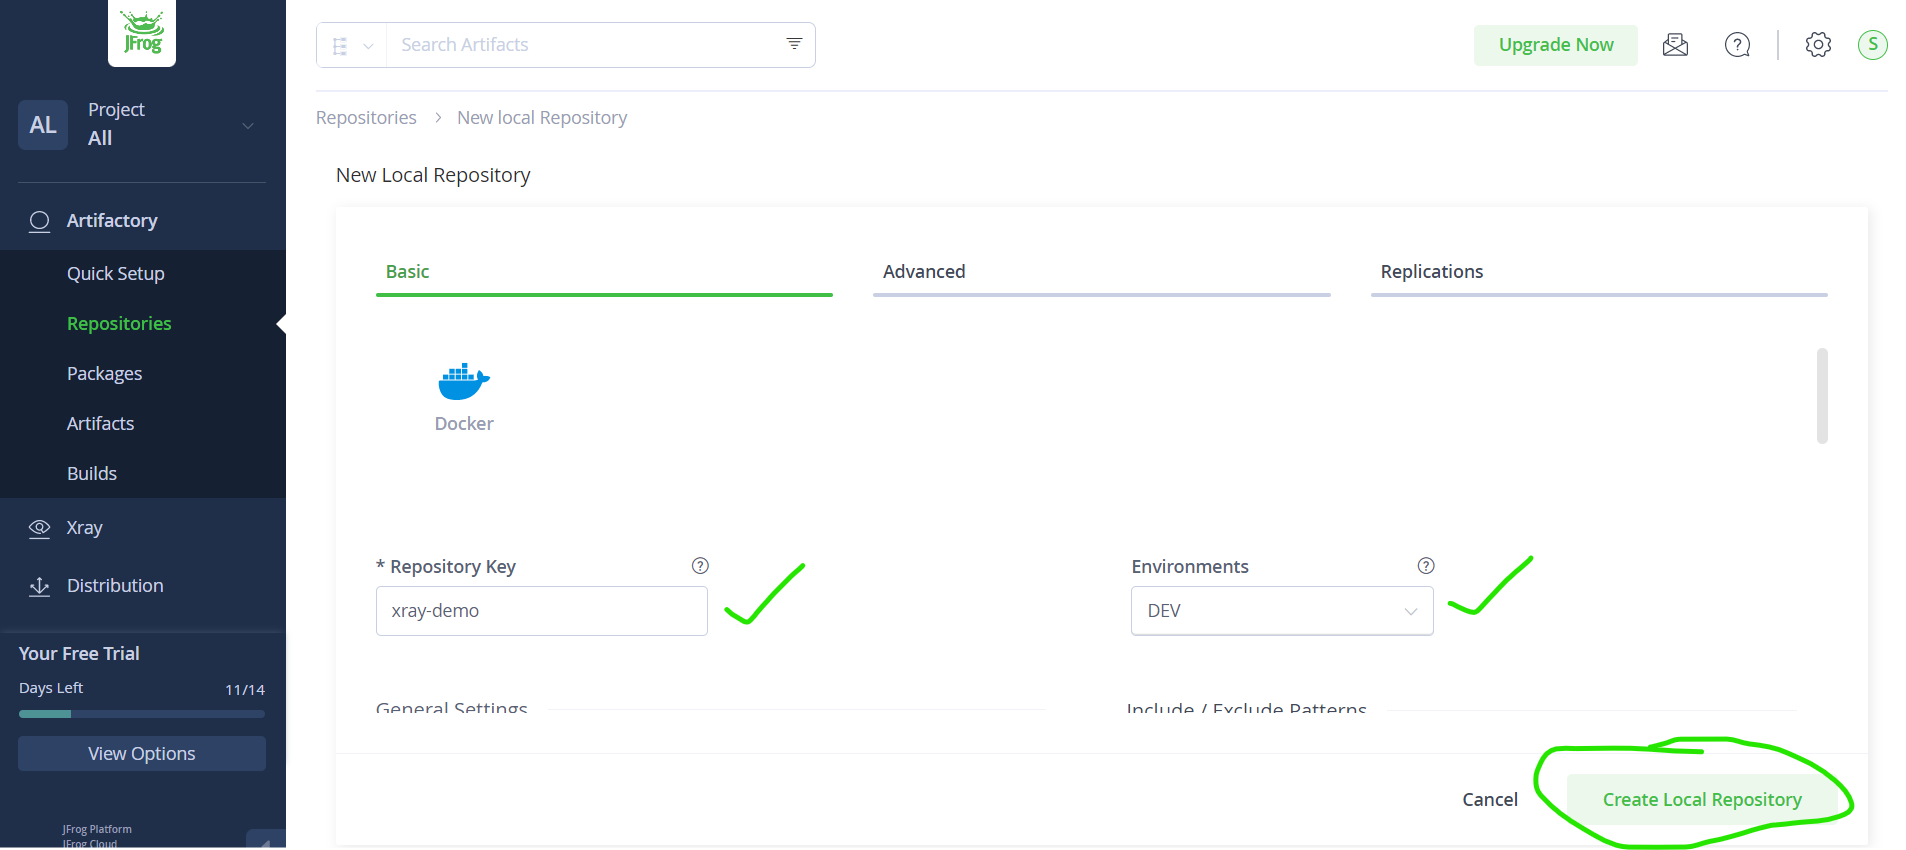 JFrog
Search Artifacts
Upgrade Now
?
S
AL
Project
All
Repositories > New local Repository
New Local Repository
Artifactory
Quick Setup
Repositories
Packages
Artifacts
Builds
Xray
Distribution
Basic
Advanced
Replications
Docker
* Repository Key
?
Environments
?
xray-demo
DEV
General Settings
Include / Exclude Patterns
Your Free Trial
Days Left
11/14
View Options
Cancel
Create Local Repository
JFrog Platform
JFrog Cloud